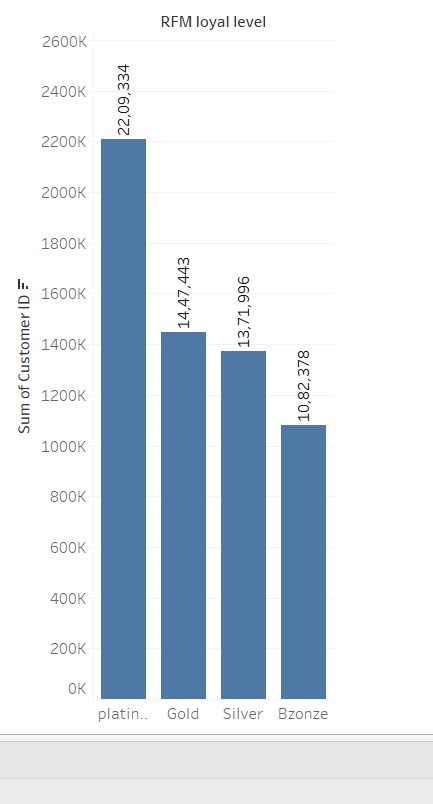 RFM loyal level
2600K
2400K
2200K
2000K
1800K
1600K
1400K
1200K
1000K
800K
600K
400K
200K
0K
Sum of Customer ID
22,09,334
14,47,443
13,71,996
10,82,378
platin.. Gold Silver Bzonze